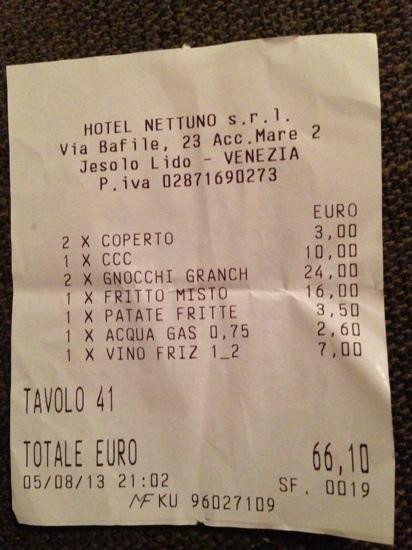 HOTEL NETTUNO s.r.l.
Via Bafile, 23 Acc.Mare 2
Jesolo Lido - VENEZIA
P.iva 02871690273
EURO
2 X COPERTO 3,00
1 X CCC 10,00
2 X GNOCCHI GRANCH 24,00
1 X FRITTO MISTO 16,00
1 X PATATE FRITTE 3,50
1 X ACQUA GAS 0,75 2,60
1 X VINO FRIZ 1_2 7,00
TAVOLO 41
TOTALE EURO 66,10
05/08/13 21:02 SF. 0019
MF KU 96027109